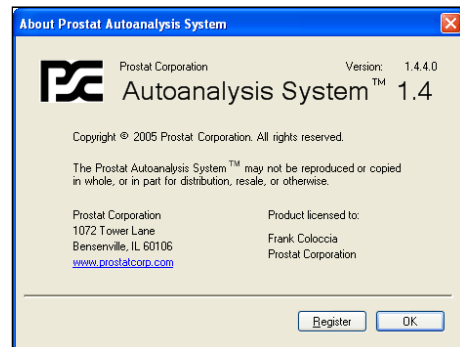 About Prostat Autoanalysis System
PSC
Prostat Corporation
Version: 1.4.4.0
Autoanalysis System™ 1.4
Copyright © 2005 Prostat Corporation. All rights reserved.
The Prostat Autoanalysis System ™ may not be reproduced or copied
in whole, or in part for distribution, resale, or otherwise.
Prostat Corporation
1072 Tower Lane
Bensenville, IL 60106
www.prostatcorp.com
Product licensed to:
Frank Coloccia
Prostat Corporation
Register
OK